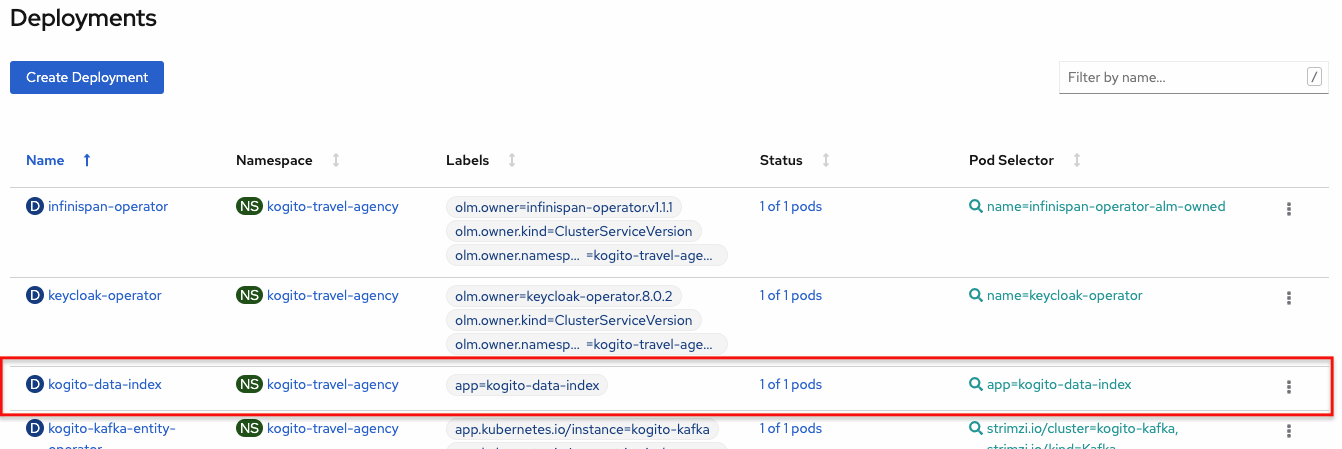 Deployments
Create Deployment
Filter by name...
/
Name Namespace Labels Status Pod Selector
D infinispan-operator NS kogito-travel-agency olm.owner=infinispan-operator.v1.1.1 1 of 1 pods name=infinispan-operator-alm-owned
olm.owner.kind=ClusterServiceVersion
olm.owner.namesp... =kogito-travel-age...
D keycloak-operator NS kogito-travel-agency olm.owner=keycloak-operator.8.0.2 1 of 1 pods name=keycloak-operator
olm.owner.kind=ClusterServiceVersion
olm.owner.namesp... =kogito-travel-age...
D kogito-data-index NS kogito-travel-agency app=kogito-data-index 1 of 1 pods app=kogito-data-index
D kogito-kafka-entity- NS kogito-travel-agency app.kubernetes.io/instance=kogito-kafka 1 of 1 pods strimzi.io/cluster=kogito-kafka,
operator strimzi.io/kind=Kafka